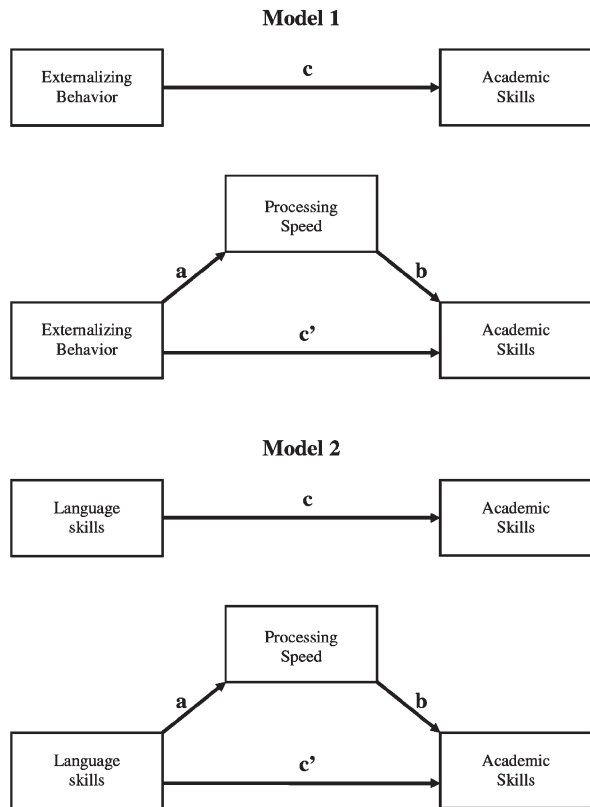 Model 1
Externalizing
Behavior
c
Academic
Skills
Processing
Speed
a
b
Externalizing
Behavior
c’
Academic
Skills
Model 2
Language
skills
c
Academic
Skills
Processing
Speed
a
b
Language
skills
c’
Academic
Skills